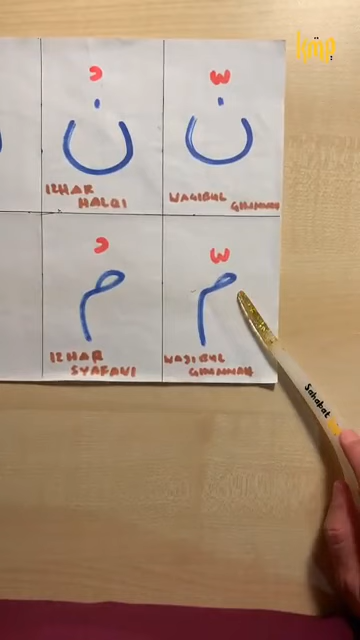 نْ نّ
IZHAR HALQI
WAJIBUL GHUNNAH
مْ مّ
IZHAR SYAFAWI
WAJIBUL GHUNNAH
Sahabat